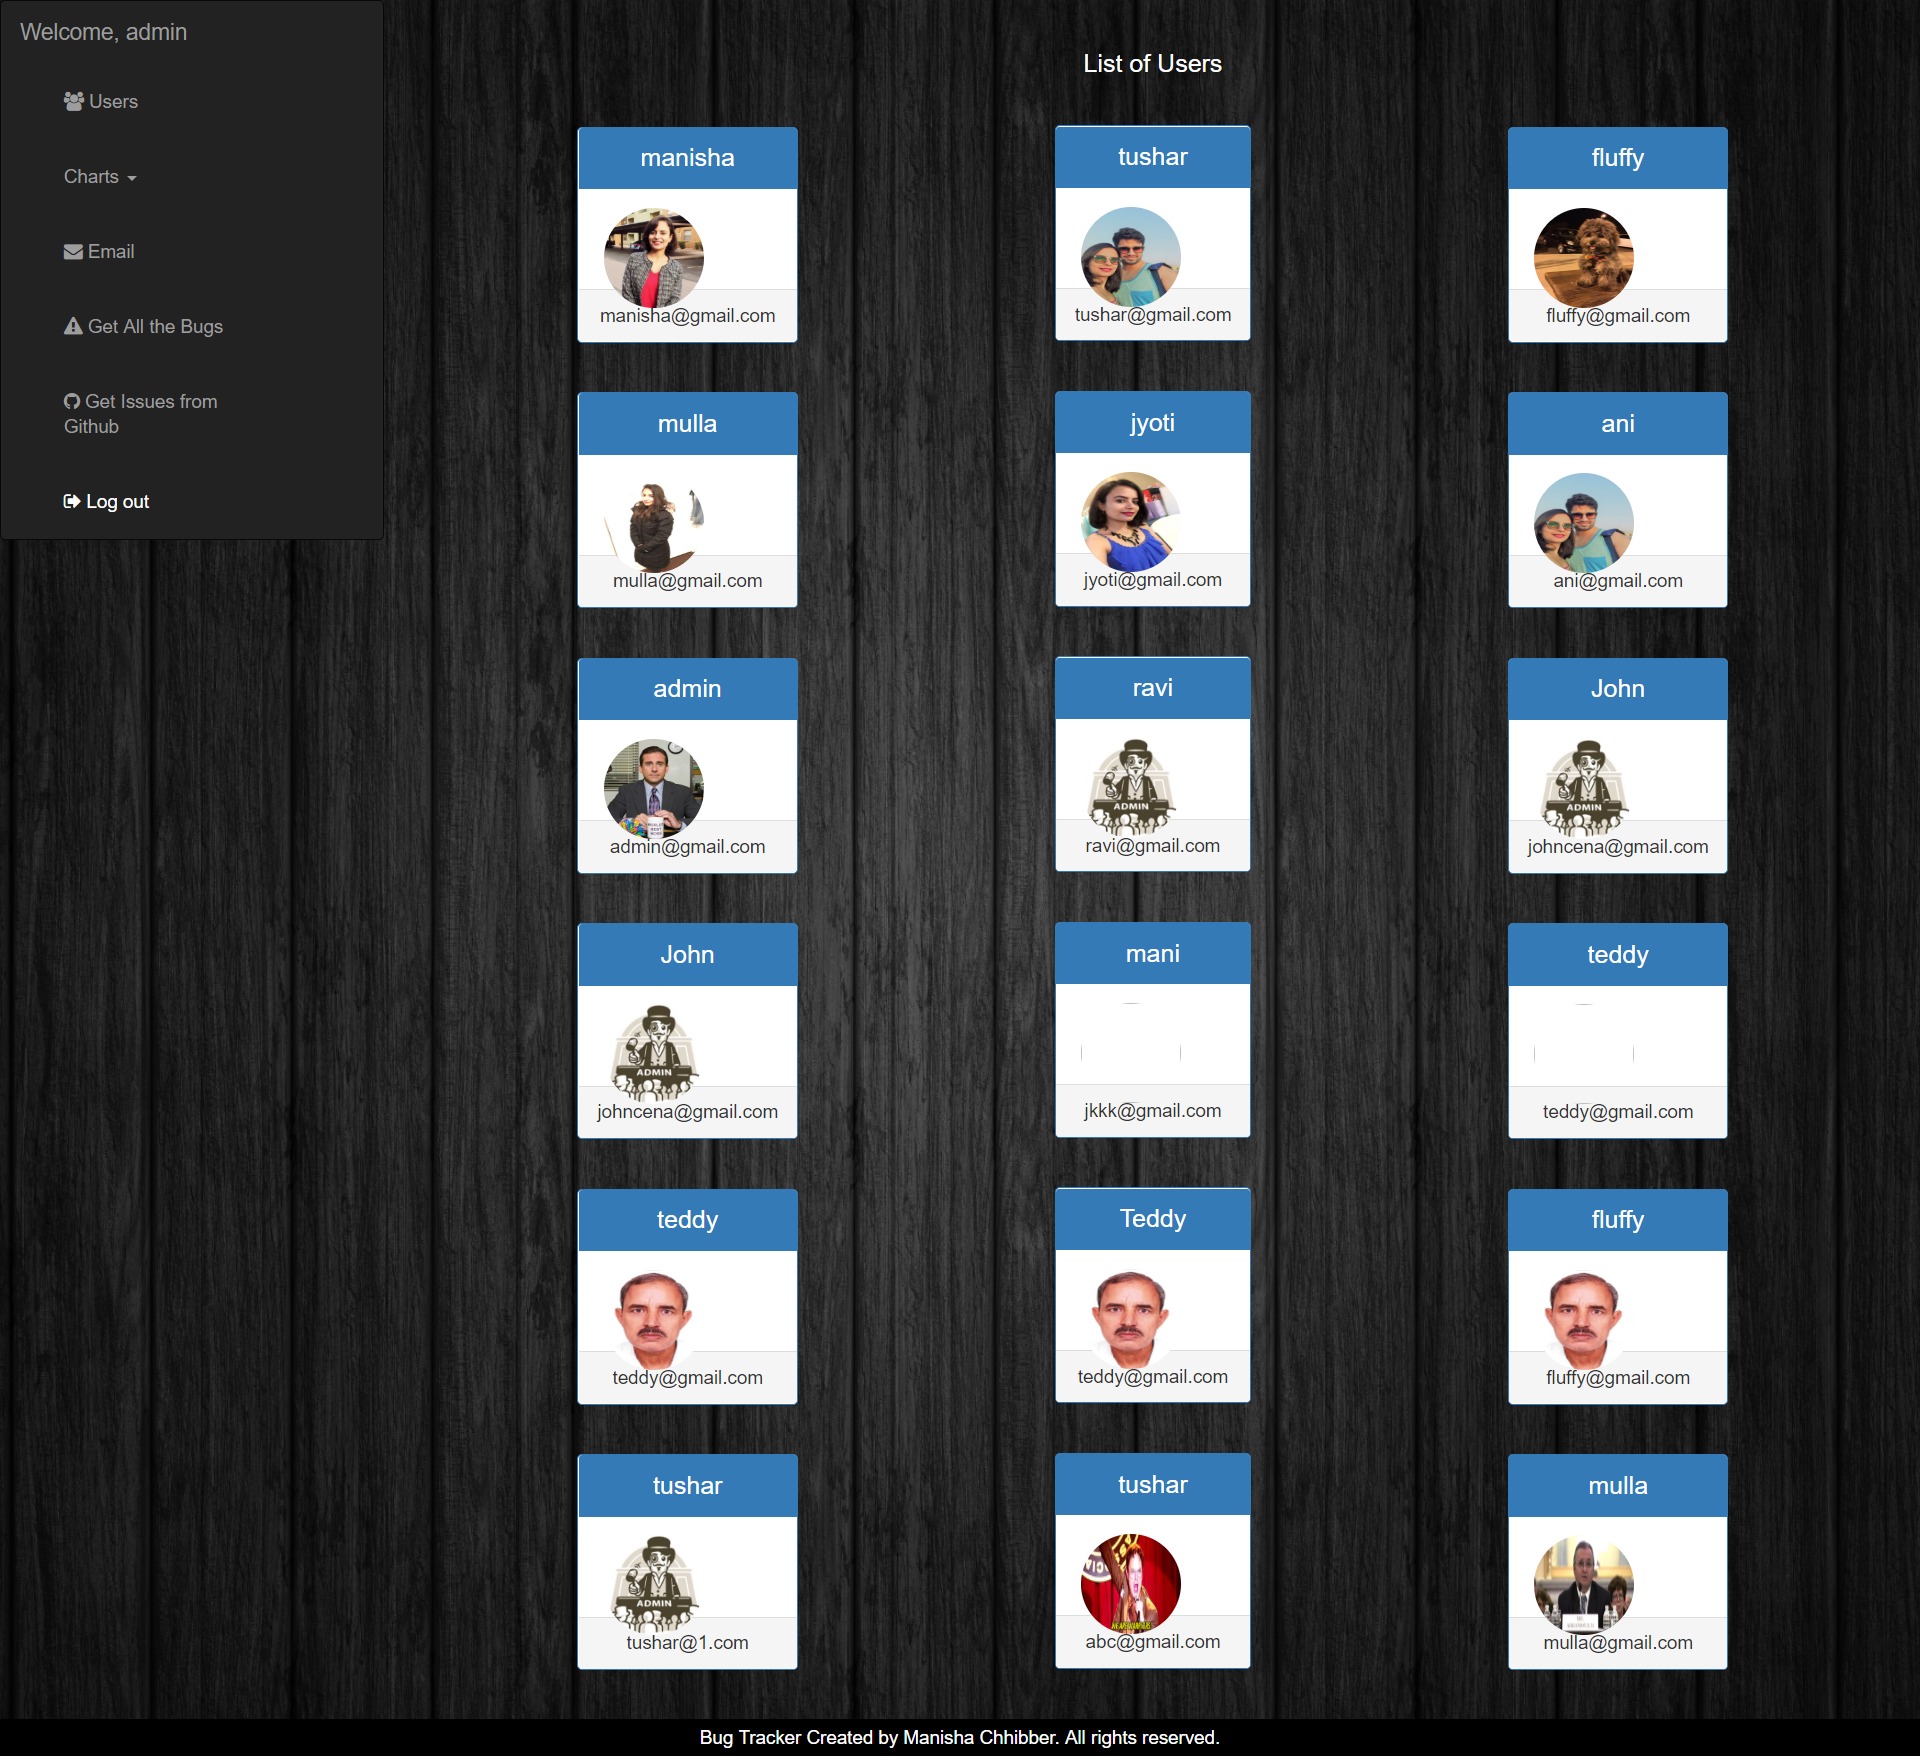 Welcome, admin
Users
Charts
Email
Get All the Bugs
Get Issues from
Github
Log out
List of Users
manisha
manisha@gmail.com
tushar
tushar@gmail.com
fluffy
fluffy@gmail.com
mulla
mulla@gmail.com
jyoti
jyoti@gmail.com
ani
ani@gmail.com
admin
admin@gmail.com
ravi
ADMIN
ravi@gmail.com
John
ADMIN
johncena@gmail.com
John
ADMIN
johncena@gmail.com
mani
jkkk@gmail.com
teddy
teddy@gmail.com
teddy
teddy@gmail.com
Teddy
teddy@gmail.com
fluffy
fluffy@gmail.com
tushar
ADMIN
tushar@1.com
tushar
abc@gmail.com
mulla
mulla@gmail.com
Bug Tracker Created by Manisha Chhibber. All rights reserved.